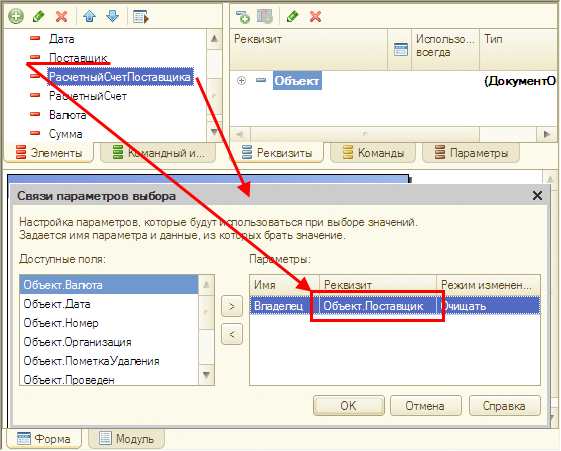 Дата
Поставщик
РасчетныйСчетПоставщика
РасчетныйСчет
Валюта
Сумма
Элементы
Командный и...
Реквизит
Использо...
всегда
Тип
Объект
(ДокументОб
Реквизиты
Команды
Параметры
Связи параметров выбора
Настройка параметров, которые будут использоваться при выборе значений.
Задается имя параметра и данные, из которых брать значение.
Доступные поля:
Объект.Валюта
Объект.Дата
Объект.Номер
Объект.Организация
Объект.ПометкаУдаления
Объект.Проведен
>
<
Параметры:
Имя Реквизит Режим изменен...
Владелец Объект.Поставщик Очищать
OK Отмена Справка
Форма Модуль